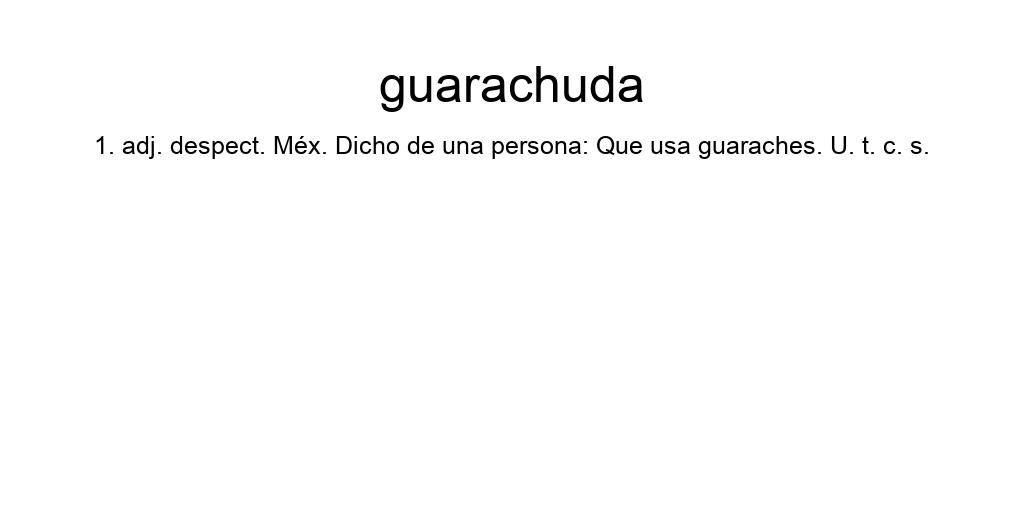 guarachuda
1. adj. despect. Méx. Dicho de una persona: Que usa guaraches. U. t. c. s.